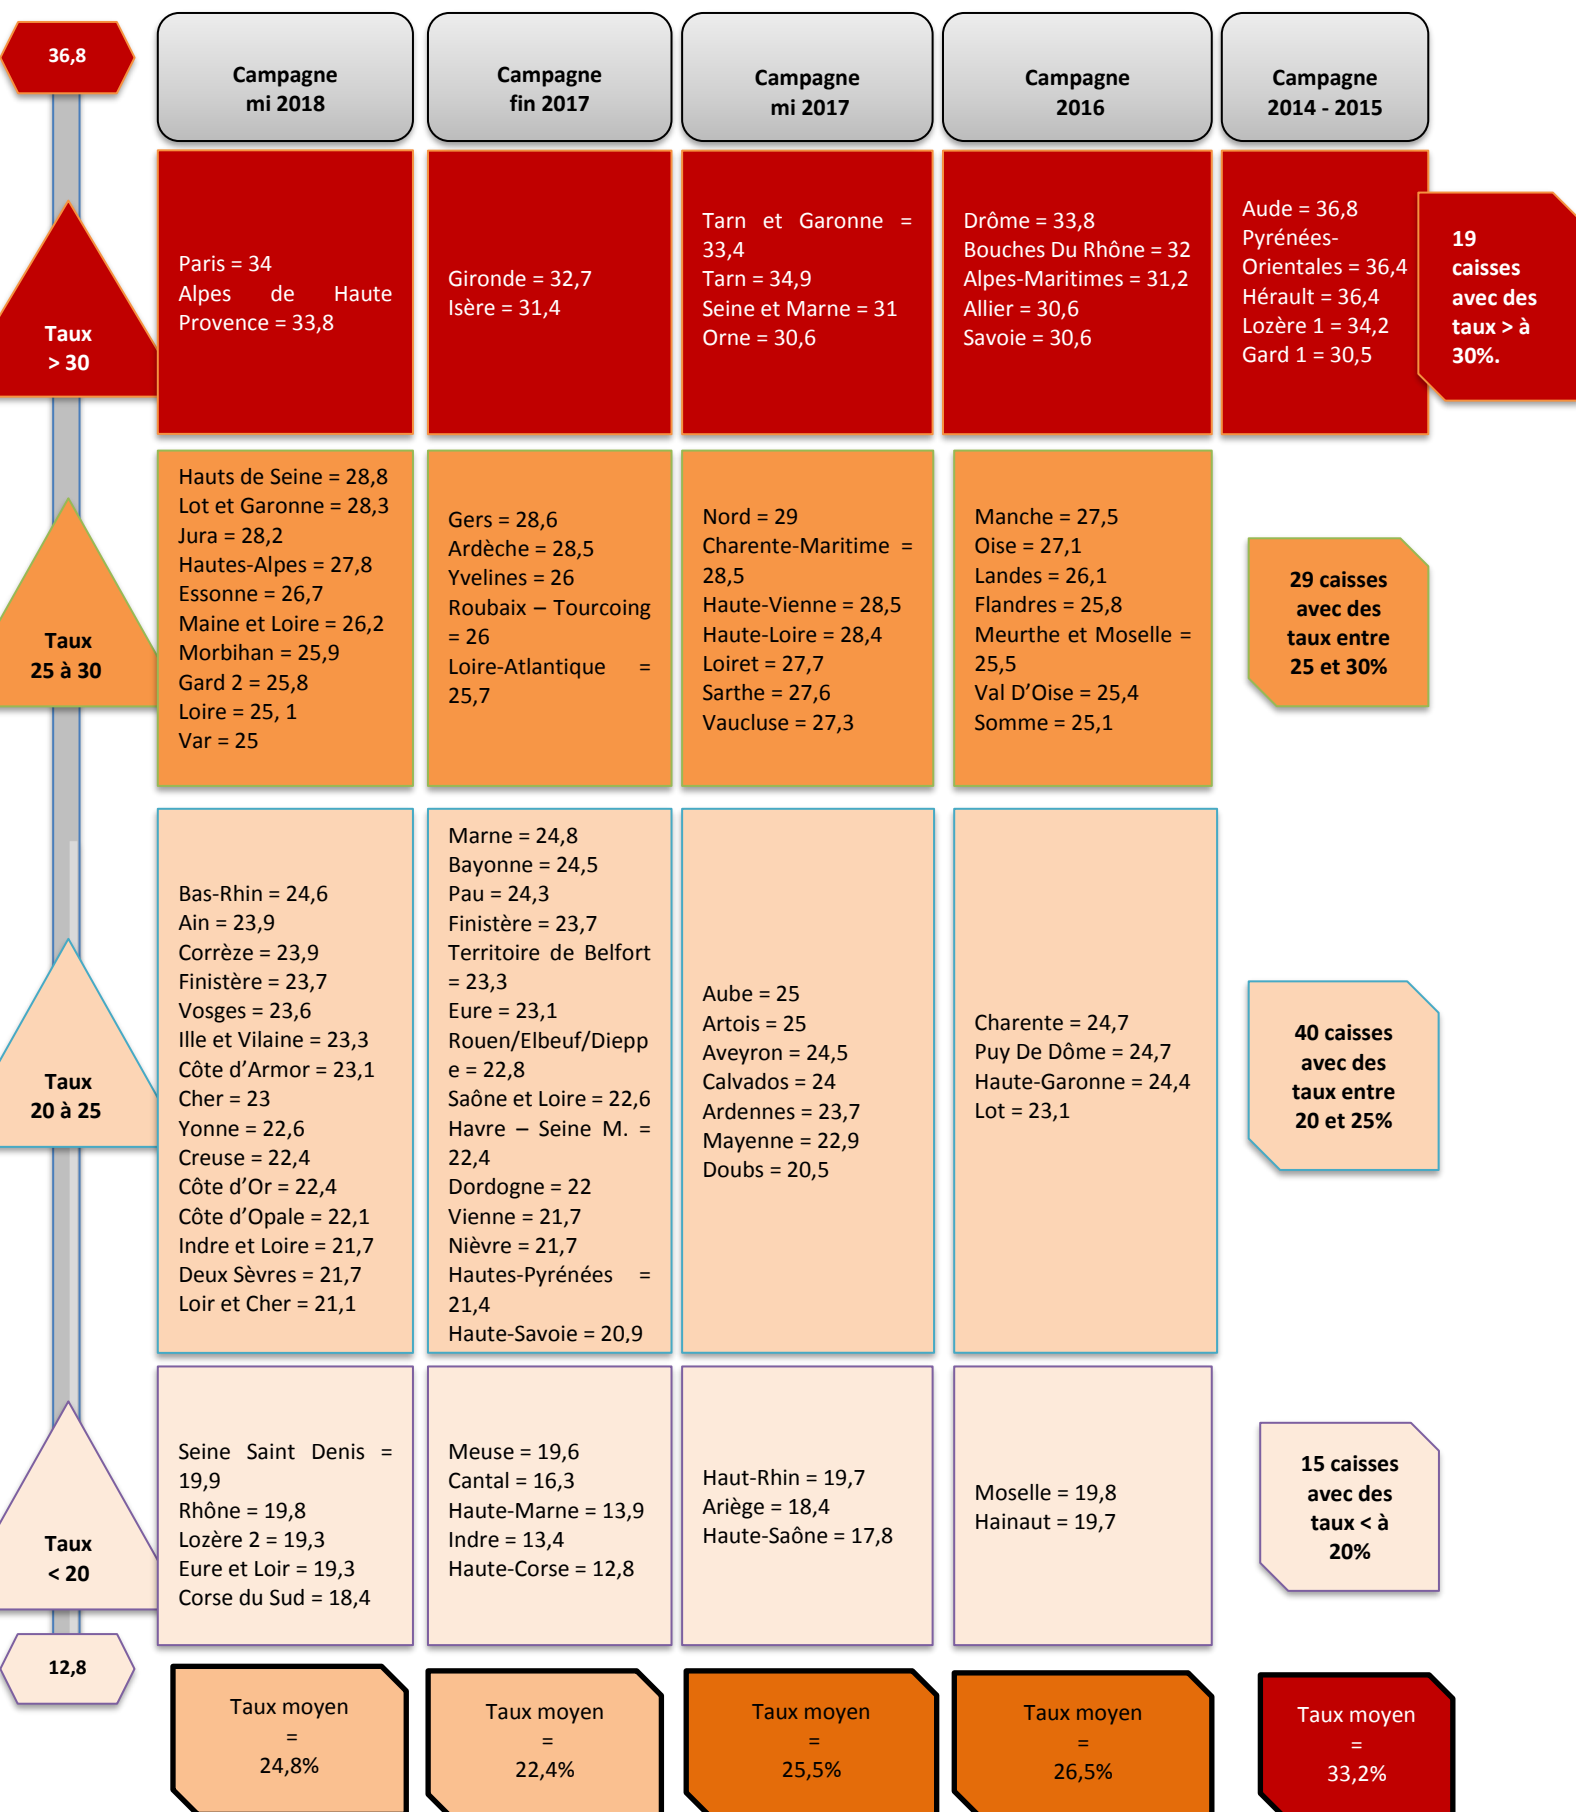 36,8
Campagne
mi 2018
Campagne
fin 2017
Campagne
mi 2017
Campagne
2016
Campagne
2014 - 2015
Taux
> 30
Paris = 34
Alpes de Haute
Provence = 33,8
Gironde = 32,7
Isère = 31,4
Tarn et Garonne =
33,4
Tarn = 34,9
Seine et Marne = 31
Orne = 30,6
Drôme = 33,8
Bouches Du Rhône = 32
Alpes-Maritimes = 31,2
Allier = 30,6
Savoie = 30,6
Aude = 36,8
Pyrénées-
Orientales = 36,4
Hérault = 36,4
Lozère 1 = 34,2
Gard 1 = 30,5
19
caisses
avec des
taux > à
30%.
Taux
25 à 30
Hauts de Seine = 28,8
Lot et Garonne = 28,3
Jura = 28,2
Hautes-Alpes = 27,8
Essonne = 26,7
Maine et Loire = 26,2
Morbihan = 25,9
Gard 2 = 25,8
Loire = 25, 1
Var = 25
Gers = 28,6
Ardèche = 28,5
Yvelines = 26
Roubaix – Tourcoing
= 26
Loire-Atlantique =
25,7
Nord = 29
Charente-Maritime =
28,5
Haute-Vienne = 28,5
Haute-Loire = 28,4
Loiret = 27,7
Sarthe = 27,6
Vaucluse = 27,3
Manche = 27,5
Oise = 27,1
Landes = 26,1
Flandres = 25,8
Meurthe et Moselle =
25,5
Val D’Oise = 25,4
Somme = 25,1
29 caisses
avec des
taux entre
25 et 30%
Taux
20 à 25
Bas-Rhin = 24,6
Ain = 23,9
Corrèze = 23,9
Finistère = 23,7
Vosges = 23,6
Ille et Vilaine = 23,3
Côte d’Armor = 23,1
Cher = 23
Yonne = 22,6
Creuse = 22,4
Côte d’Or = 22,4
Côte d’Opale = 22,1
Indre et Loire = 21,7
Deux Sèvres = 21,7
Loir et Cher = 21,1
Marne = 24,8
Bayonne = 24,5
Pau = 24,3
Finistère = 23,7
Territoire de Belfort
= 23,3
Eure = 23,1
Rouen/Elbeuf/Diepp
e = 22,8
Saône et Loire = 22,6
Havre – Seine M. =
22,4
Dordogne = 22
Vienne = 21,7
Nièvre = 21,7
Hautes-Pyrénées =
21,4
Haute-Savoie = 20,9
Aube = 25
Artois = 25
Aveyron = 24,5
Calvados = 24
Ardennes = 23,7
Mayenne = 22,9
Doubs = 20,5
Charente = 24,7
Puy De Dôme = 24,7
Haute-Garonne = 24,4
Lot = 23,1
40 caisses
avec des
taux entre
20 et 25%
Taux
< 20
Seine Saint Denis =
19,9
Rhône = 19,8
Lozère 2 = 19,3
Eure et Loir = 19,3
Corse du Sud = 18,4
Meuse = 19,6
Cantal = 16,3
Haute-Marne = 13,9
Indre = 13,4
Haute-Corse = 12,8
Haut-Rhin = 19,7
Ariège = 18,4
Haute-Saône = 17,8
Moselle = 19,8
Hainaut = 19,7
15 caisses
avec des
taux < à
20%
12,8
Taux moyen
=
24,8%
Taux moyen
=
22,4%
Taux moyen
=
25,5%
Taux moyen
=
26,5%
Taux moyen
=
33,2%